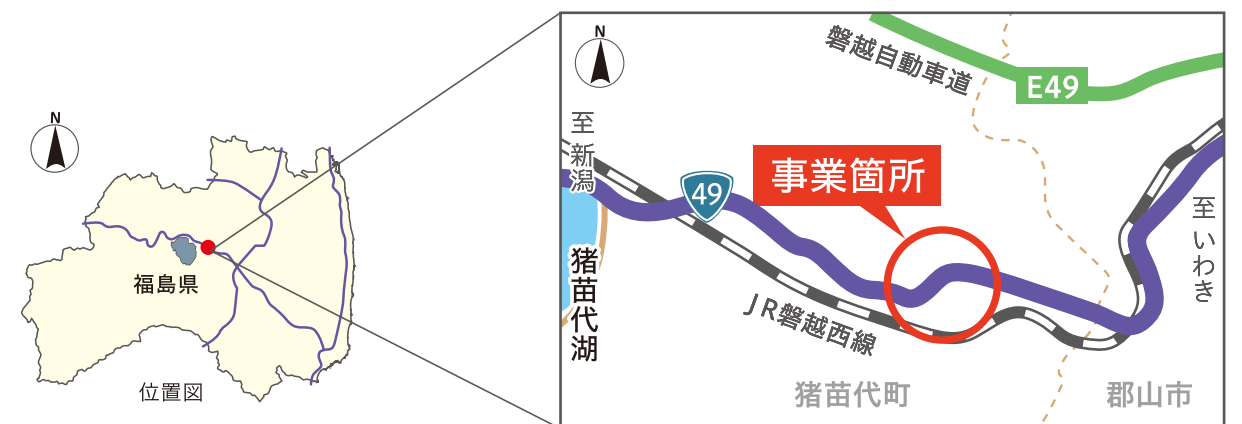 N
福島県
位置図
N
磐越自動車道
E49
至 新潟
49
事業箇所
至 いわき
猪苗代湖
JR磐越西線
猪苗代町
郡山市